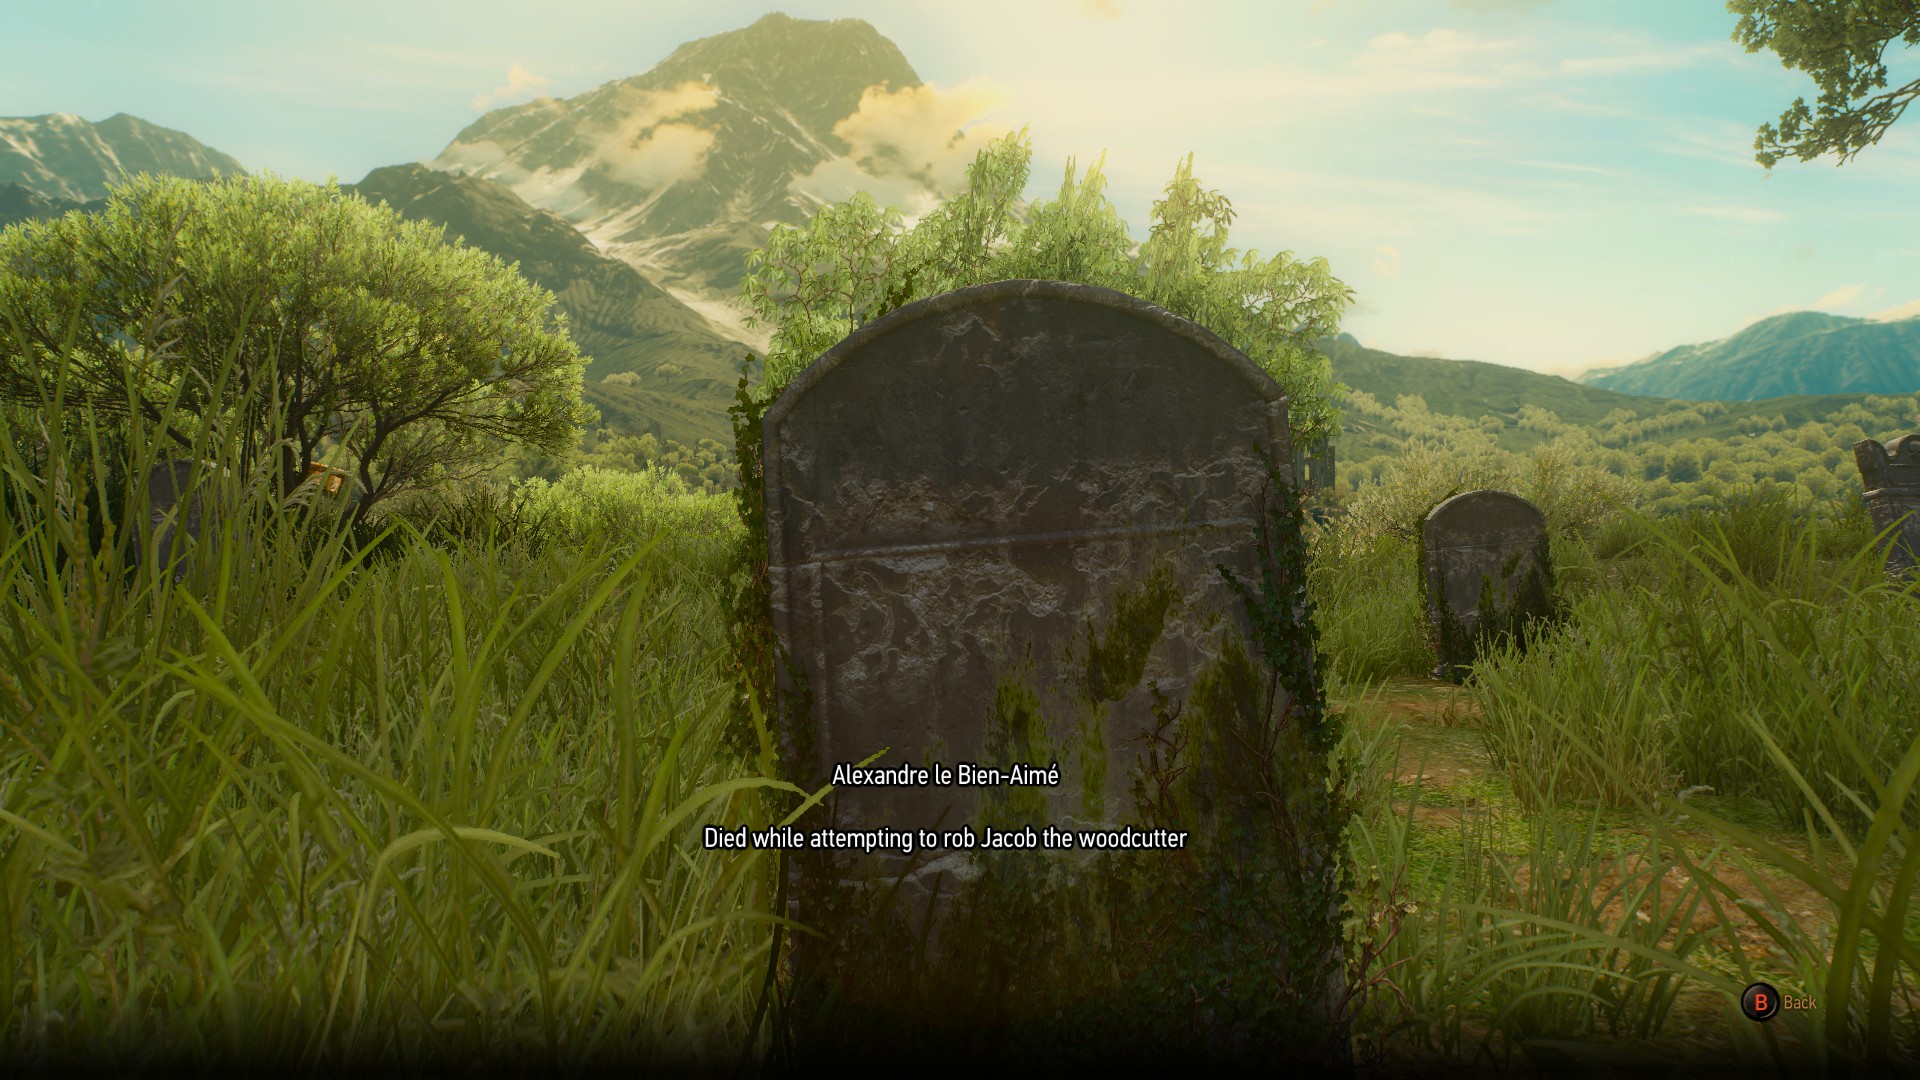 Alexandre le Bien-Aimé
Died while attempting to rob Jacob the woodcutter
B Back